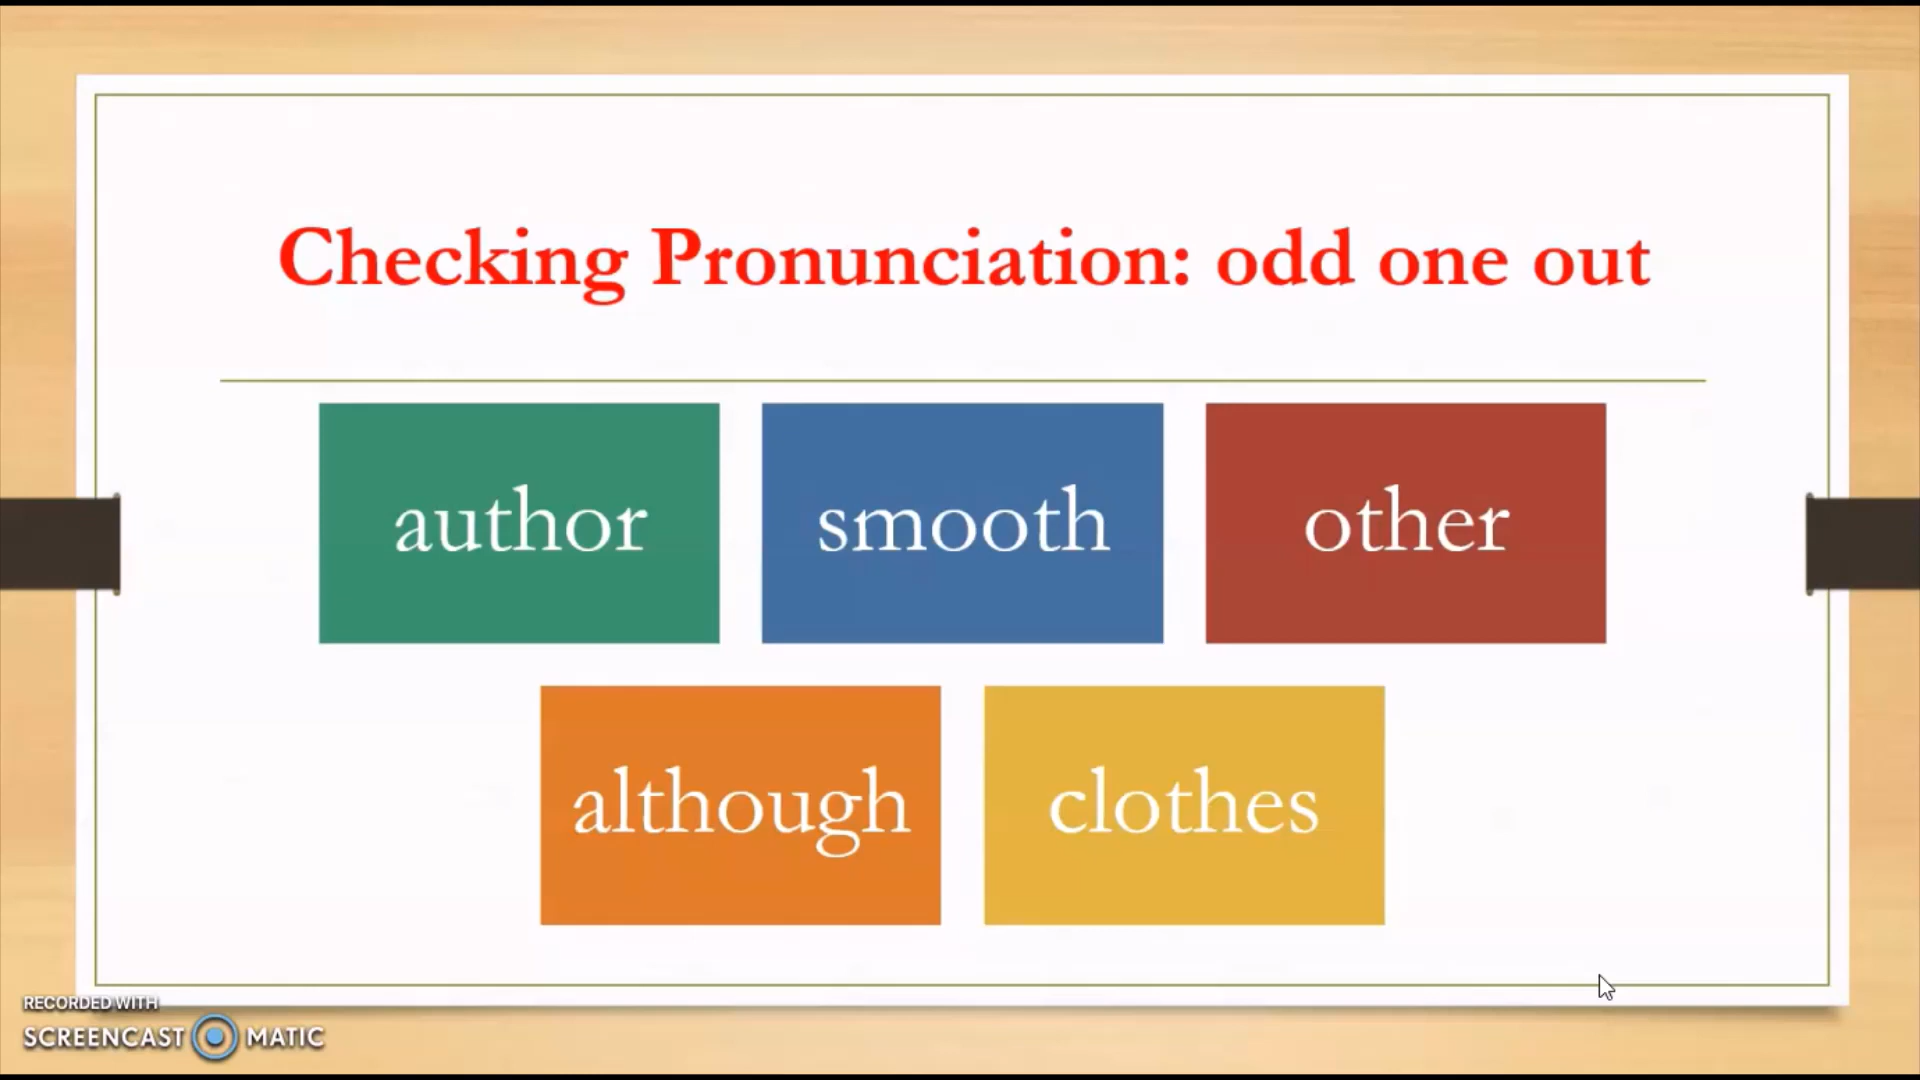 Checking Pronunciation: odd one out
author
smooth
other
although
clothes
RECORDED WITH
SCREENCAST MATIC